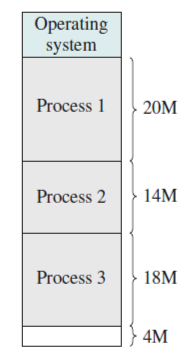 Operating
system
Process 1
20M
Process 2
14M
Process 3
18M
4M